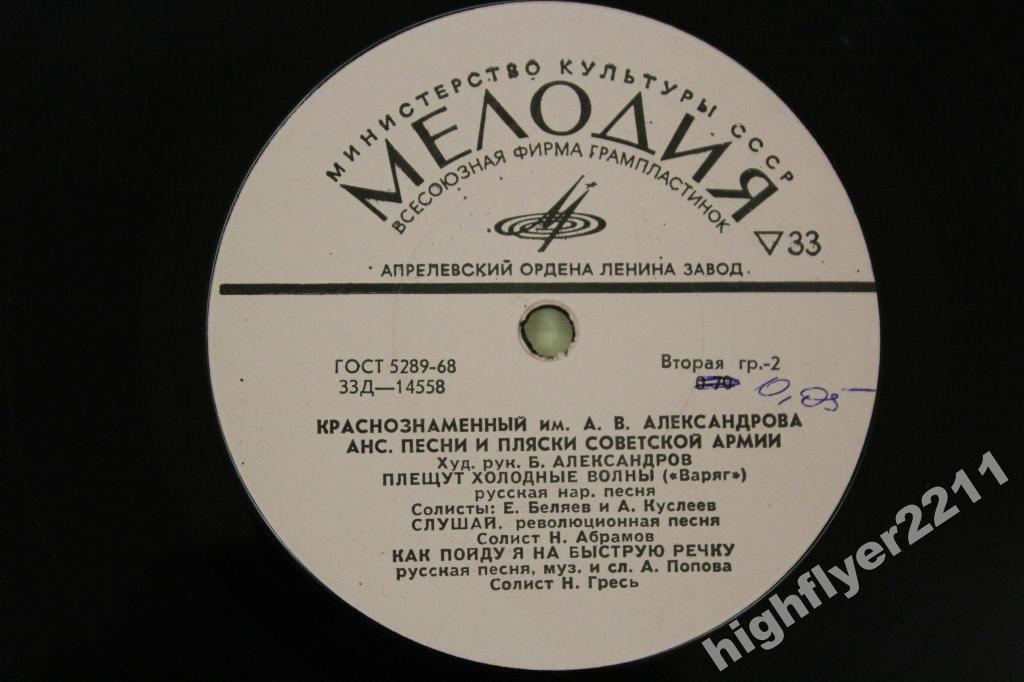 МИНИСТЕРСТВО КУЛЬТУРЫ СССР
МЕЛОДИЯ
ВСЕСОЮЗНАЯ ФИРМА ГРАМПЛАСТИНОК
▽33
АПРЕЛЕВСКИЙ ОРДЕНА ЛЕНИНА ЗАВОД
ГОСТ 5289-68
Вторая гр.-2
33Д—14558
0-70 0,85
КРАСНОЗНАМЕННЫЙ им. А. В. АЛЕКСАНДРОВА
АНС. ПЕСНИ И ПЛЯСКИ СОВЕТСКОЙ АРМИИ
Худ. рук. Б. АЛЕКСАНДРОВ
ПЛЕЩУТ ХОЛОДНЫЕ ВОЛНЫ («Варяг»)
русская нар. песня
Солисты: Е. Беляев и А. Куслеев
СЛУШАЙ, революционная песня
Солист Н. Абрамов
КАК ПОЙДУ Я НА БЫСТРУЮ РЕЧКУ
русская песня, муз. и сл. А. Попова
Солист Н. Гресь
highflyer2211